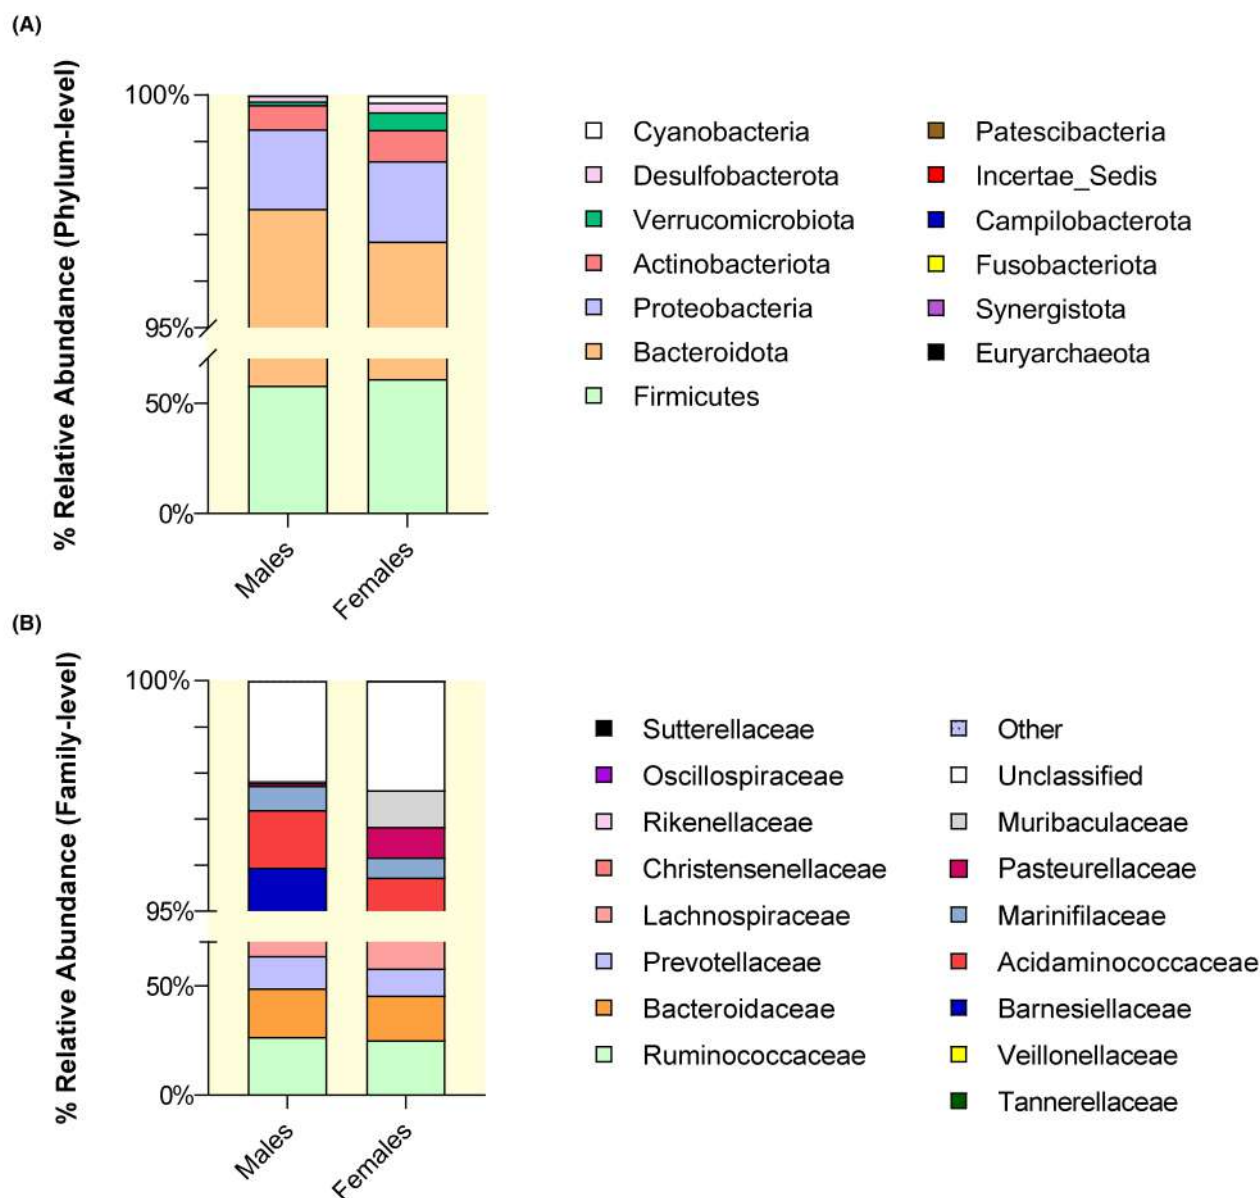 (A)
% Relative Abundance (Phylum-level)
100%
95%
50%
0%
Males
Females
Cyanobacteria
Desulfobacterota
Verrucomicrobiota
Actinobacteriota
Proteobacteria
Bacteroidota
Firmicutes
Patescibacteria
Incertae_Sedis
Campilobacterota
Fusobacteriota
Synergistota
Euryarchaeota
(B)
% Relative Abundance (Family-level)
100%
95%
50%
0%
Males
Females
Sutterellaceae
Oscillospiraceae
Rikenellaceae
Christensenellaceae
Lachnospiraceae
Prevotellaceae
Bacteroidaceae
Ruminococcaceae
Other
Unclassified
Muribaculaceae
Pasteurellaceae
Marinifilaceae
Acidaminococcaceae
Barnesiellaceae
Veillonellaceae
Tannerellaceae